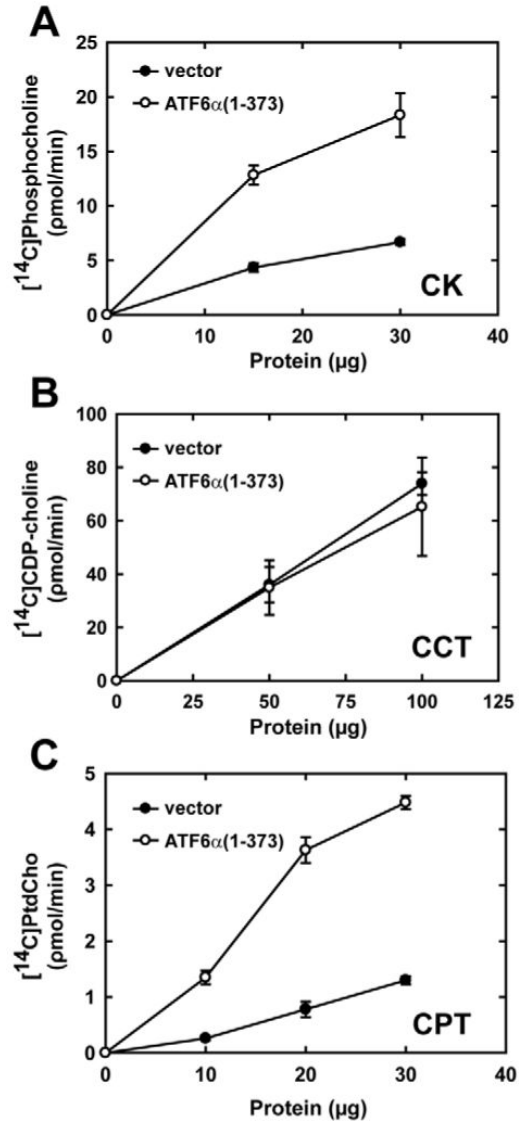 A
25
20
15
10
5
0
vector
ATF6α(1-373)
[¹⁴C]Phosphocholine
(ρmol/min)
CK
0 10 20 30 40
Protein (µg)
B
100
80
60
40
20
0
vector
ATF6α(1-373)
[¹⁴C]CDP-choline
(ρmol/min)
CCT
0 25 50 75 100 125
Protein (µg)
C
5
4
3
2
1
0
vector
ATF6α(1-373)
[¹⁴C]PtdCho
(ρmol/min)
CPT
0 10 20 30 40
Protein (µg)